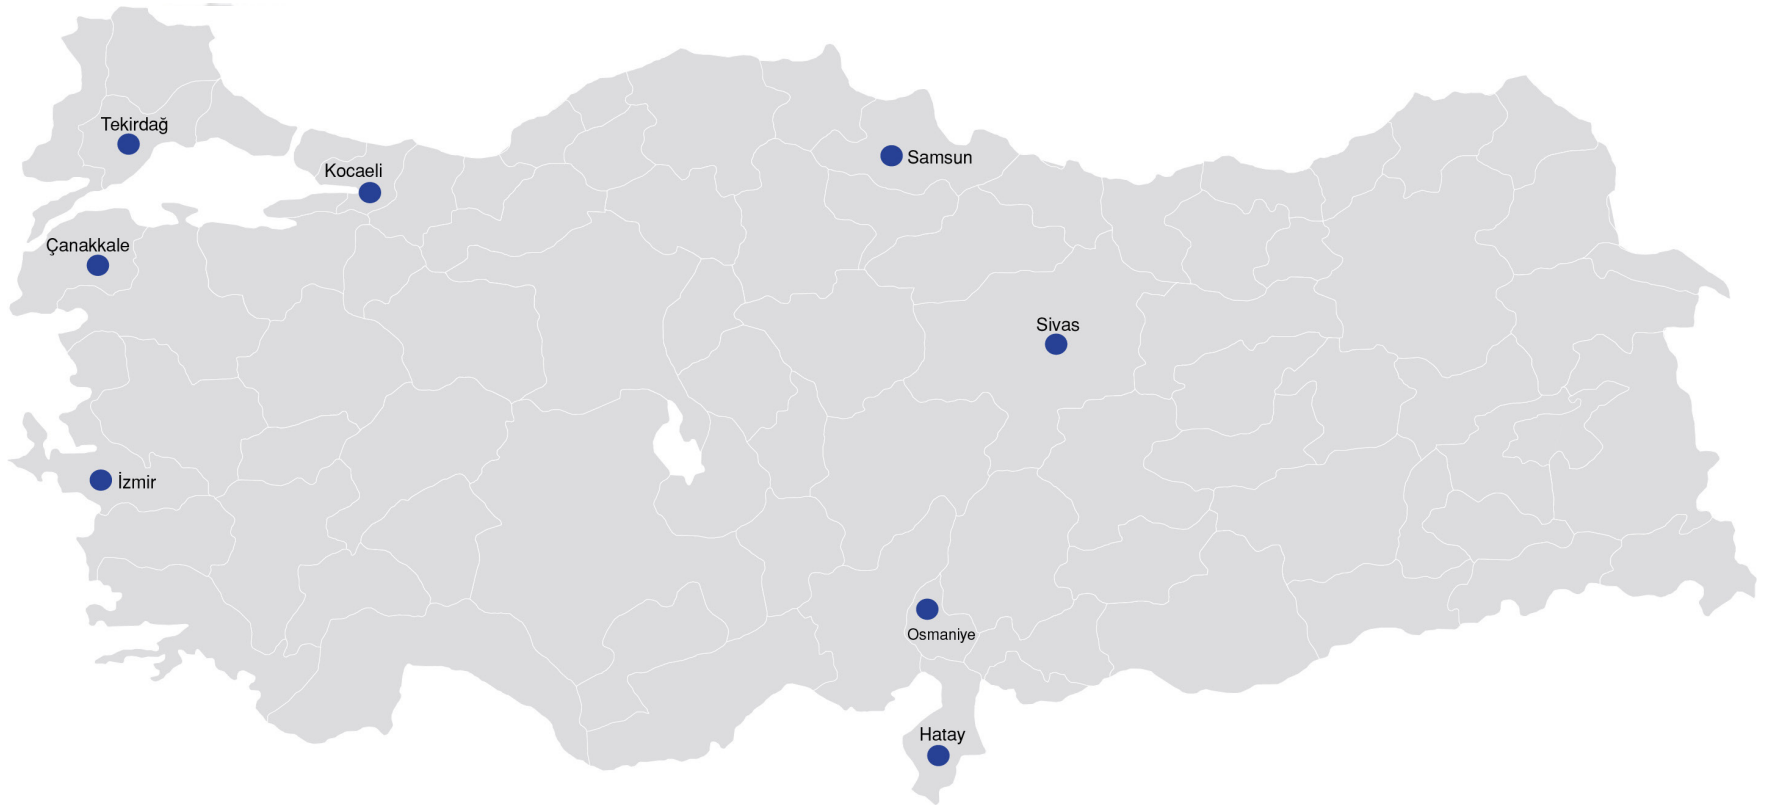 Tekirdağ
Kocaeli
Samsun
Çanakkale
Sivas
İzmir
Osmaniye
Hatay